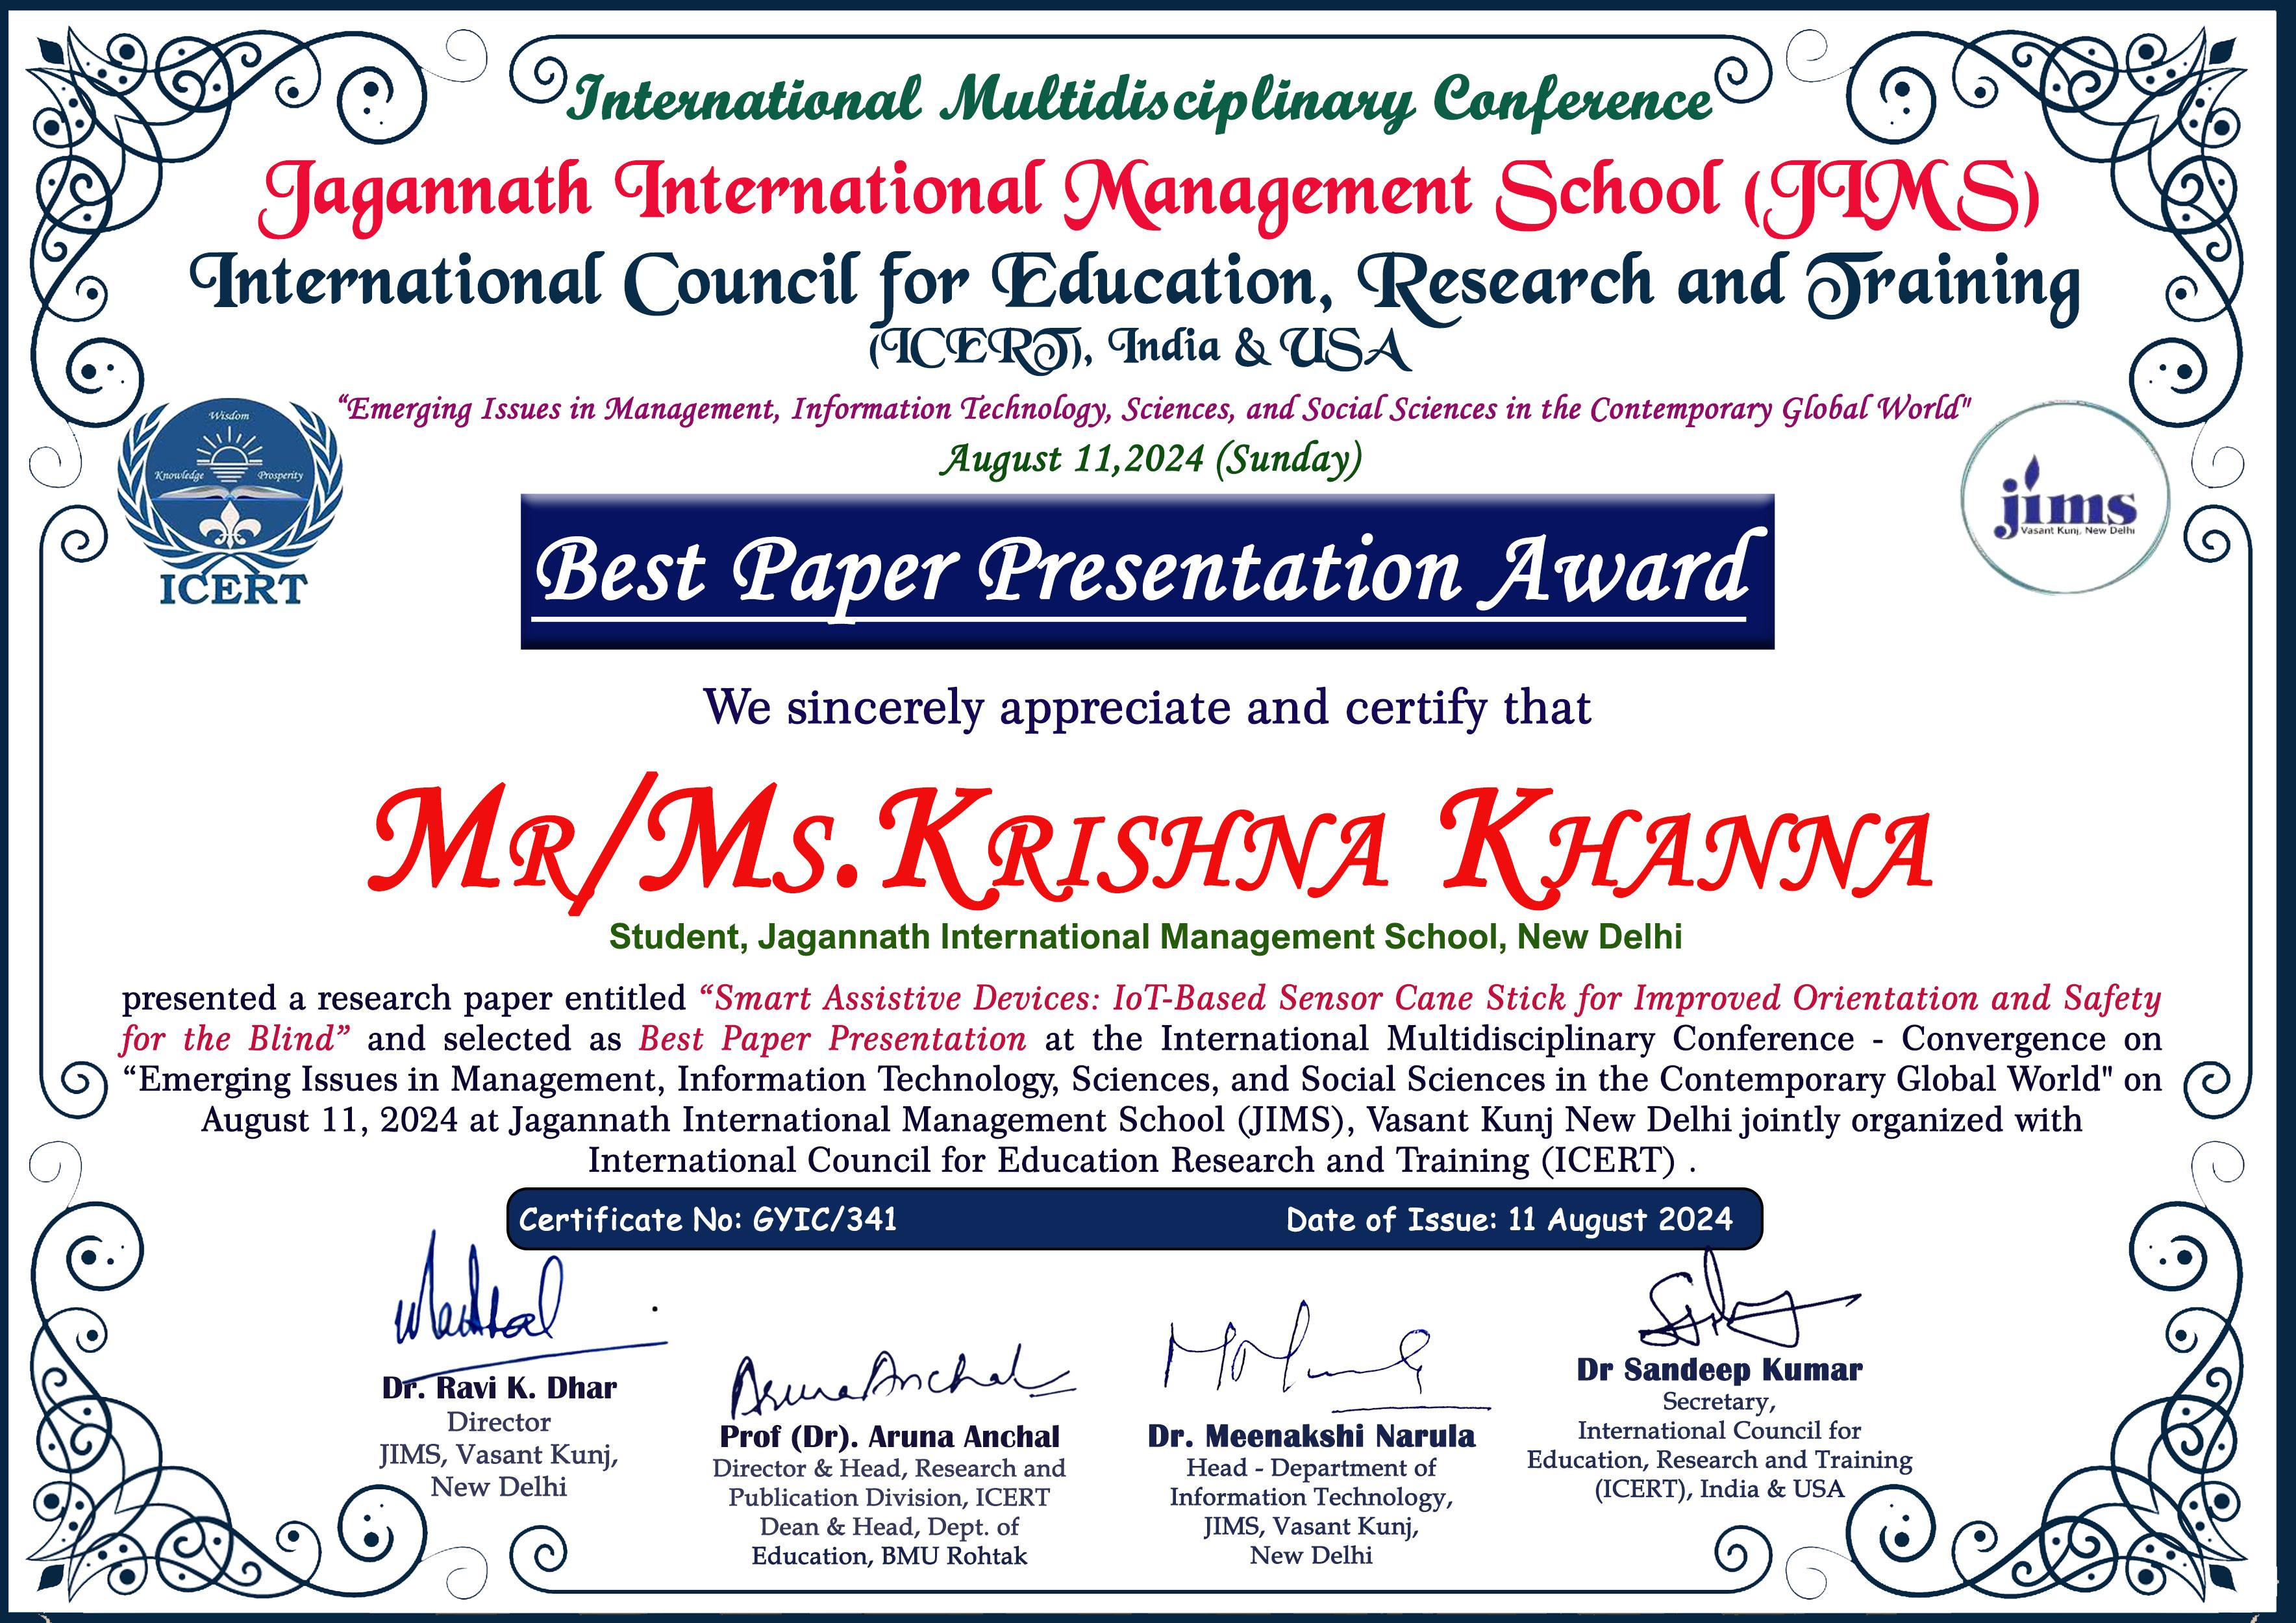 International Multidisciplinary Conference
Jagannath International Management School (JIMS)
International Council for Education, Research and Training
(ICERT), India & USA
“Emerging Issues in Management, Information Technology, Sciences, and Social Sciences in the Contemporary Global World"
August 11,2024 (Sunday)
Wisdom
Knowledge Prosperity
ICERT
jims
Vasant Kunj, New Delhi
Best Paper Presentation Award
We sincerely appreciate and certify that
MR/MS.KRISHNA KHANNA
Student, Jagannath International Management School, New Delhi
presented a research paper entitled “Smart Assistive Devices: IoT-Based Sensor Cane Stick for Improved Orientation and Safety
for the Blind” and selected as Best Paper Presentation at the International Multidisciplinary Conference - Convergence on
“Emerging Issues in Management, Information Technology, Sciences, and Social Sciences in the Contemporary Global World" on
August 11, 2024 at Jagannath International Management School (JIMS), Vasant Kunj New Delhi jointly organized with
International Council for Education Research and Training (ICERT) .
Certificate No: GYIC/341 Date of Issue: 11 August 2024
Dr. Ravi K. Dhar
Director
JIMS, Vasant Kunj,
New Delhi
Aruna Anchal
Prof (Dr). Aruna Anchal
Director & Head, Research and
Publication Division, ICERT
Dean & Head, Dept. of
Education, BMU Rohtak
Dr. Meenakshi Narula
Head - Department of
Information Technology,
JIMS, Vasant Kunj,
New Delhi
Dr Sandeep Kumar
Secretary,
International Council for
Education, Research and Training
(ICERT), India & USA